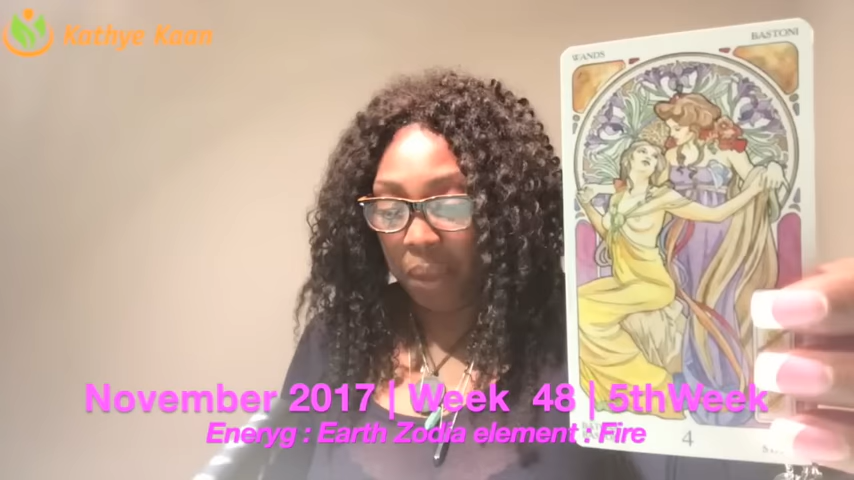 Kathye Kaan
WANDS
BASTONI
November 2017 | Week 48 | 5thWeek
Eneryg : Earth Zodia element : Fire
4